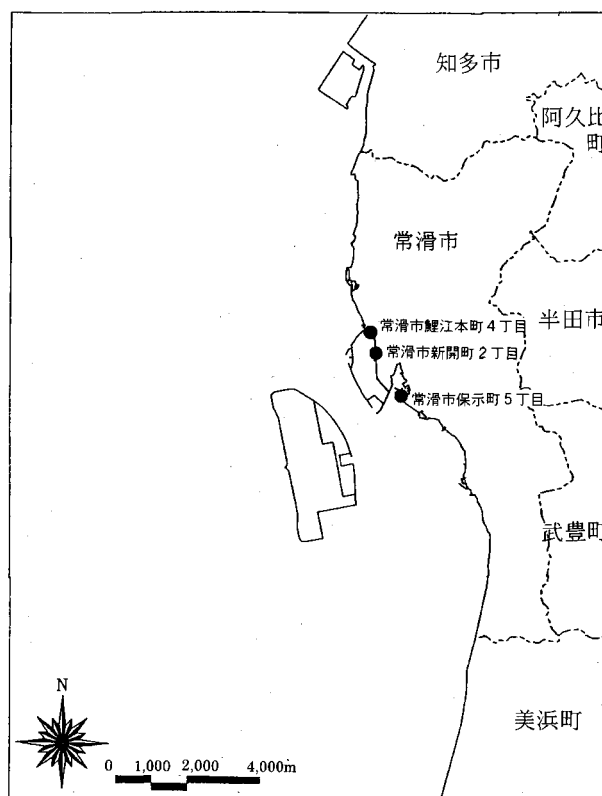 知多市
阿久比
町
常滑市
常滑市鯉江本町4丁目
半田市
常滑市新開町2丁目
常滑市保示町5丁目
武豊町
N
美浜町
0 1,000 2,000 4,000m